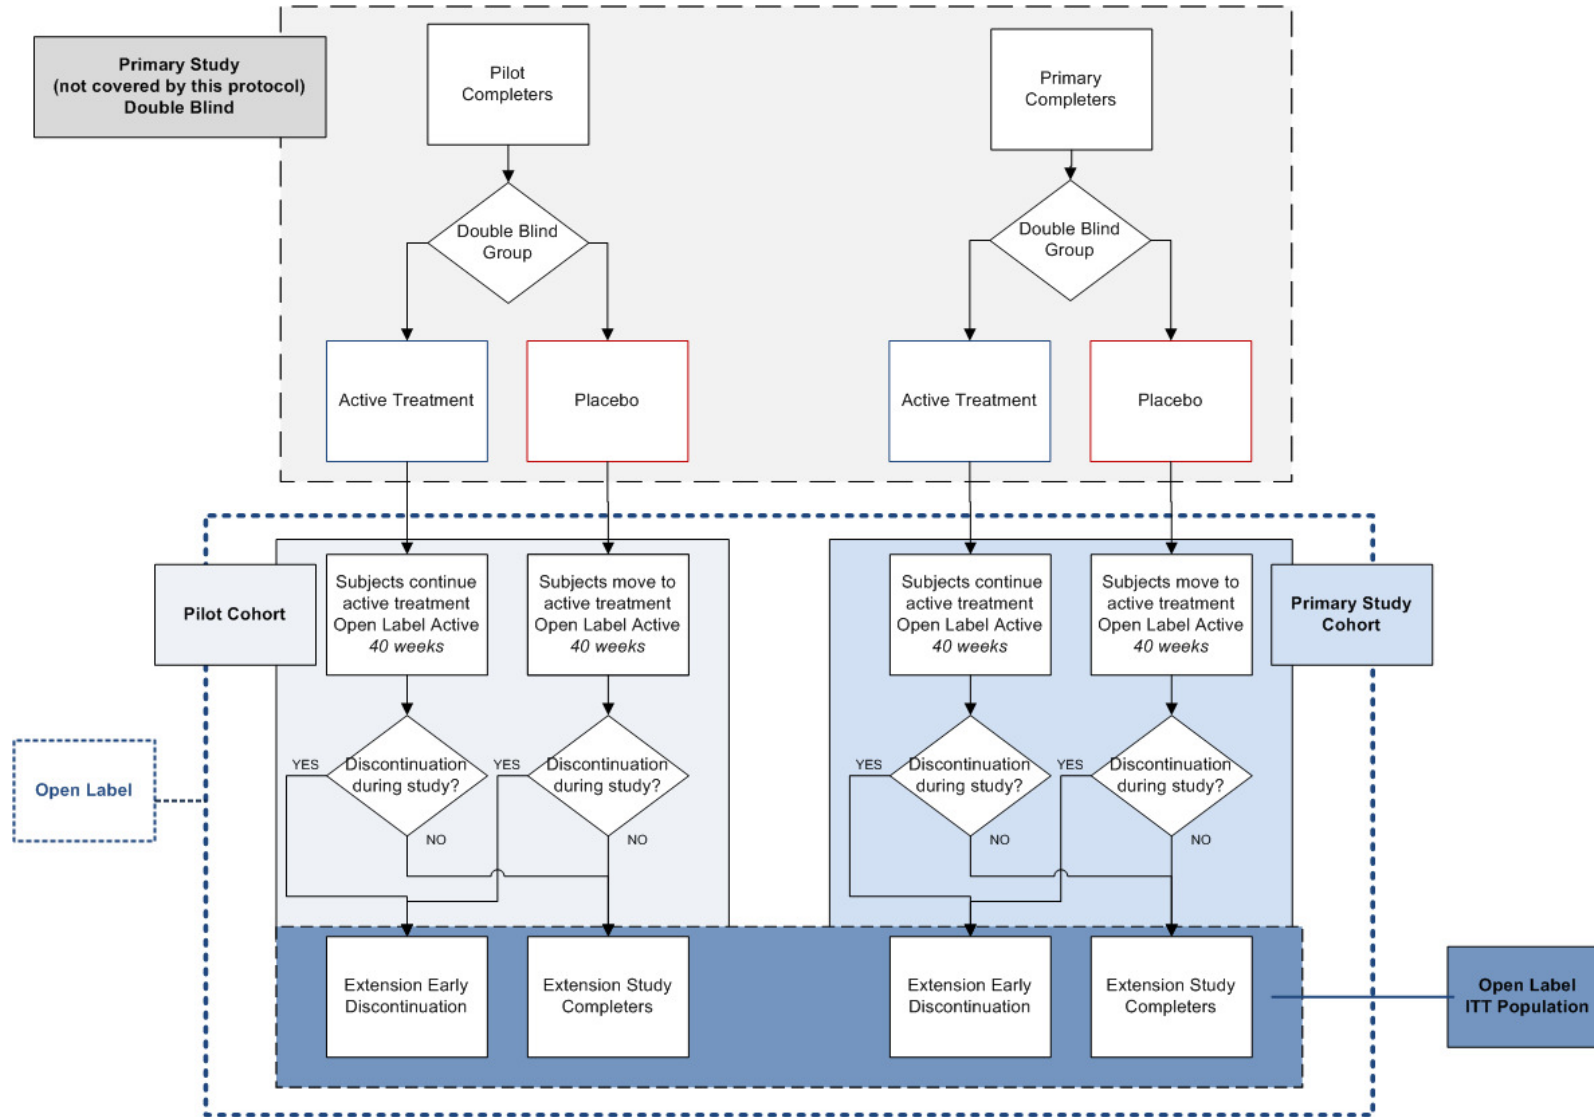 Primary Study
(not covered by this protocol)
Double Blind
Pilot
Completers
Primary
Completers
Double Blind
Group
Double Blind
Group
Active Treatment
Placebo
Active Treatment
Placebo
Pilot Cohort
Subjects continue
active treatment
Open Label Active
40 weeks
Subjects move to
active treatment
Open Label Active
40 weeks
Subjects continue
active treatment
Open Label Active
40 weeks
Subjects move to
active treatment
Open Label Active
40 weeks
Primary Study
Cohort
Open Label
YES
Discontinuation
during study?
NO
YES
Discontinuation
during study?
NO
YES
Discontinuation
during study?
NO
YES
Discontinuation
during study?
NO
Extension Early
Discontinuation
Extension Study
Completers
Extension Early
Discontinuation
Extension Study
Completers
Open Label
ITT Population